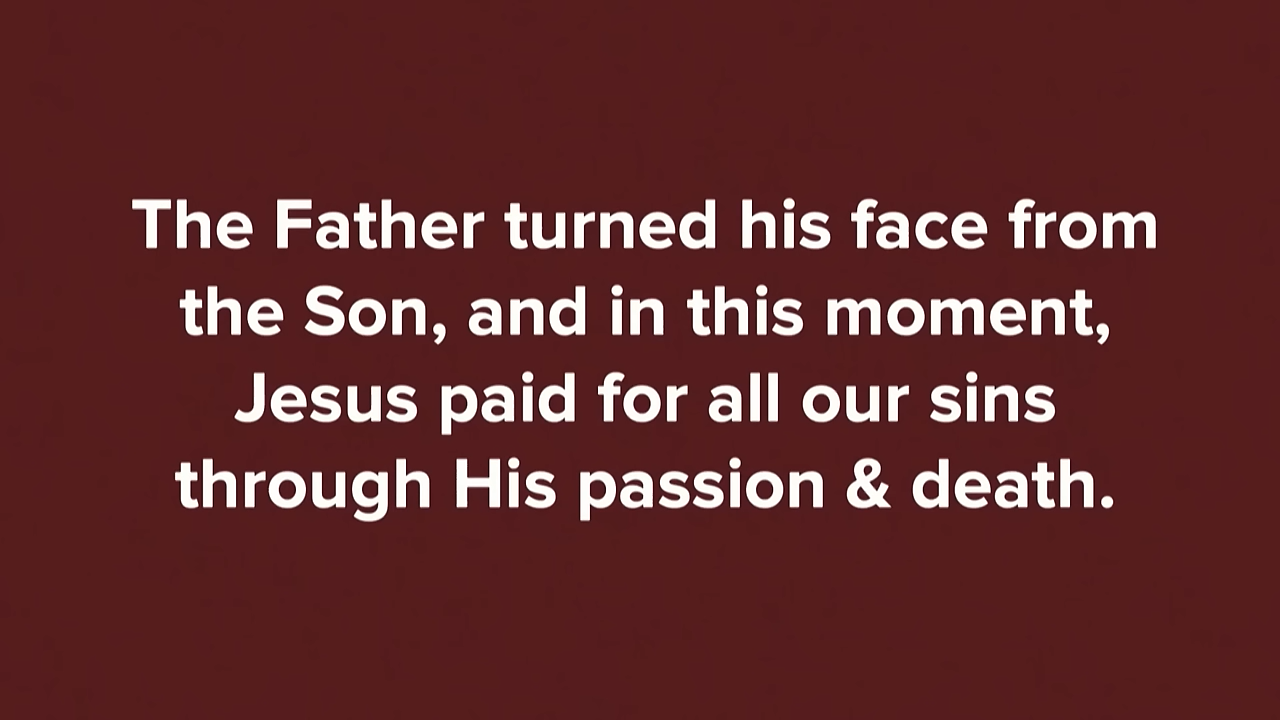 The Father turned his face from
the Son, and in this moment,
Jesus paid for all our sins
through His passion & death.